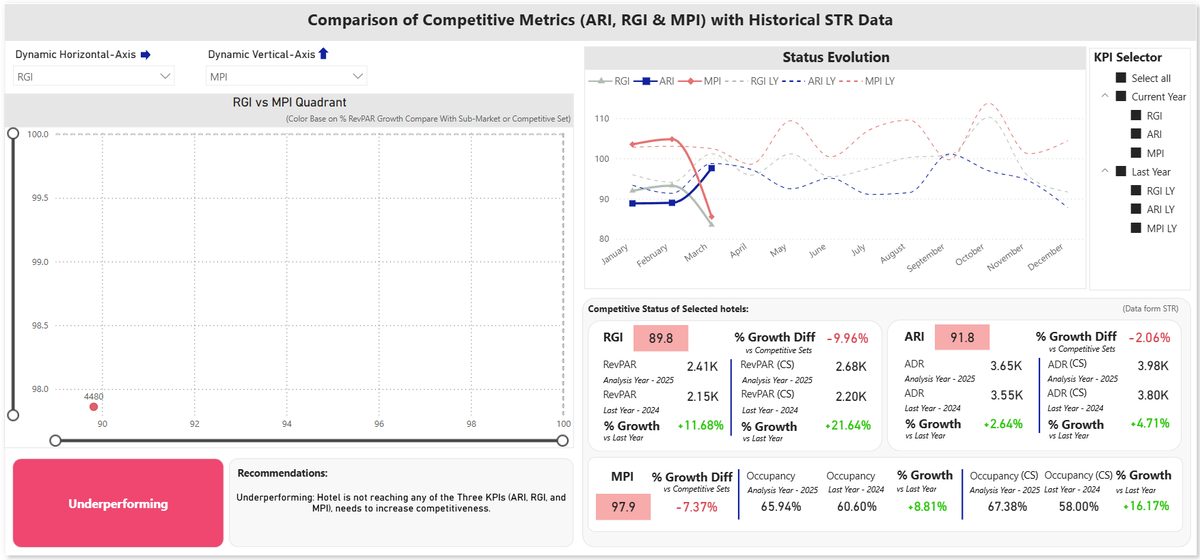 Comparison of Competitive Metrics (ARI, RGI & MPI) with Historical STR Data
Dynamic Horizontal-Axis
Dynamic Vertical-Axis
RGI
MPI
RGI vs MPI Quadrant
(Color Base on % RevPAR Growth Compare With Sub-Market or Competitive Set)
100.0
99.5
99.0
98.5
98.0
4480
90 92 94 96 98 100
Underperforming
Recommendations:
Underperforming: Hotel is not reaching any of the Three KPIs (ARI, RGI, and
MPI), needs to increase competitiveness.
Status Evolution
RGI ARI MPI RGI LY ARI LY MPI LY
110
100
90
80
January February March April May June July August September October November December
KPI Selector
Select all
Current Year
RGI
ARI
MPI
Last Year
RGI LY
ARI LY
MPI LY
Competitive Status of Selected hotels:
(Data form STR)
RGI 89.8 % Growth Diff -9.96%
vs Competitive Sets
RevPAR 2.41K RevPAR (CS) 2.68K
Analysis Year - 2025 Analysis Year - 2025
RevPAR 2.15K RevPAR (CS) 2.20K
Last Year - 2024 Last Year - 2024
% Growth +11.68% % Growth +21.64%
vs Last Year vs Last Year
ARI 91.8 % Growth Diff -2.06%
vs Competitive Sets
ADR 3.65K ADR (CS) 3.98K
Analysis Year - 2025 Analysis Year - 2025
ADR 3.55K ADR (CS) 3.80K
Last Year - 2024 Last Year - 2024
% Growth +2.64% % Growth +4.71%
vs Last Year vs Last Year
MPI % Growth Diff Occupancy Occupancy % Growth Occupancy (CS) Occupancy (CS) % Growth
vs Competitive Sets Analysis Year - 2025 Last Year - 2024 vs Last Year Analysis Year - 2025 Last Year - 2024 vs Last Year
97.9 -7.37% 65.94% 60.60% +8.81% 67.38% 58.00% +16.17%